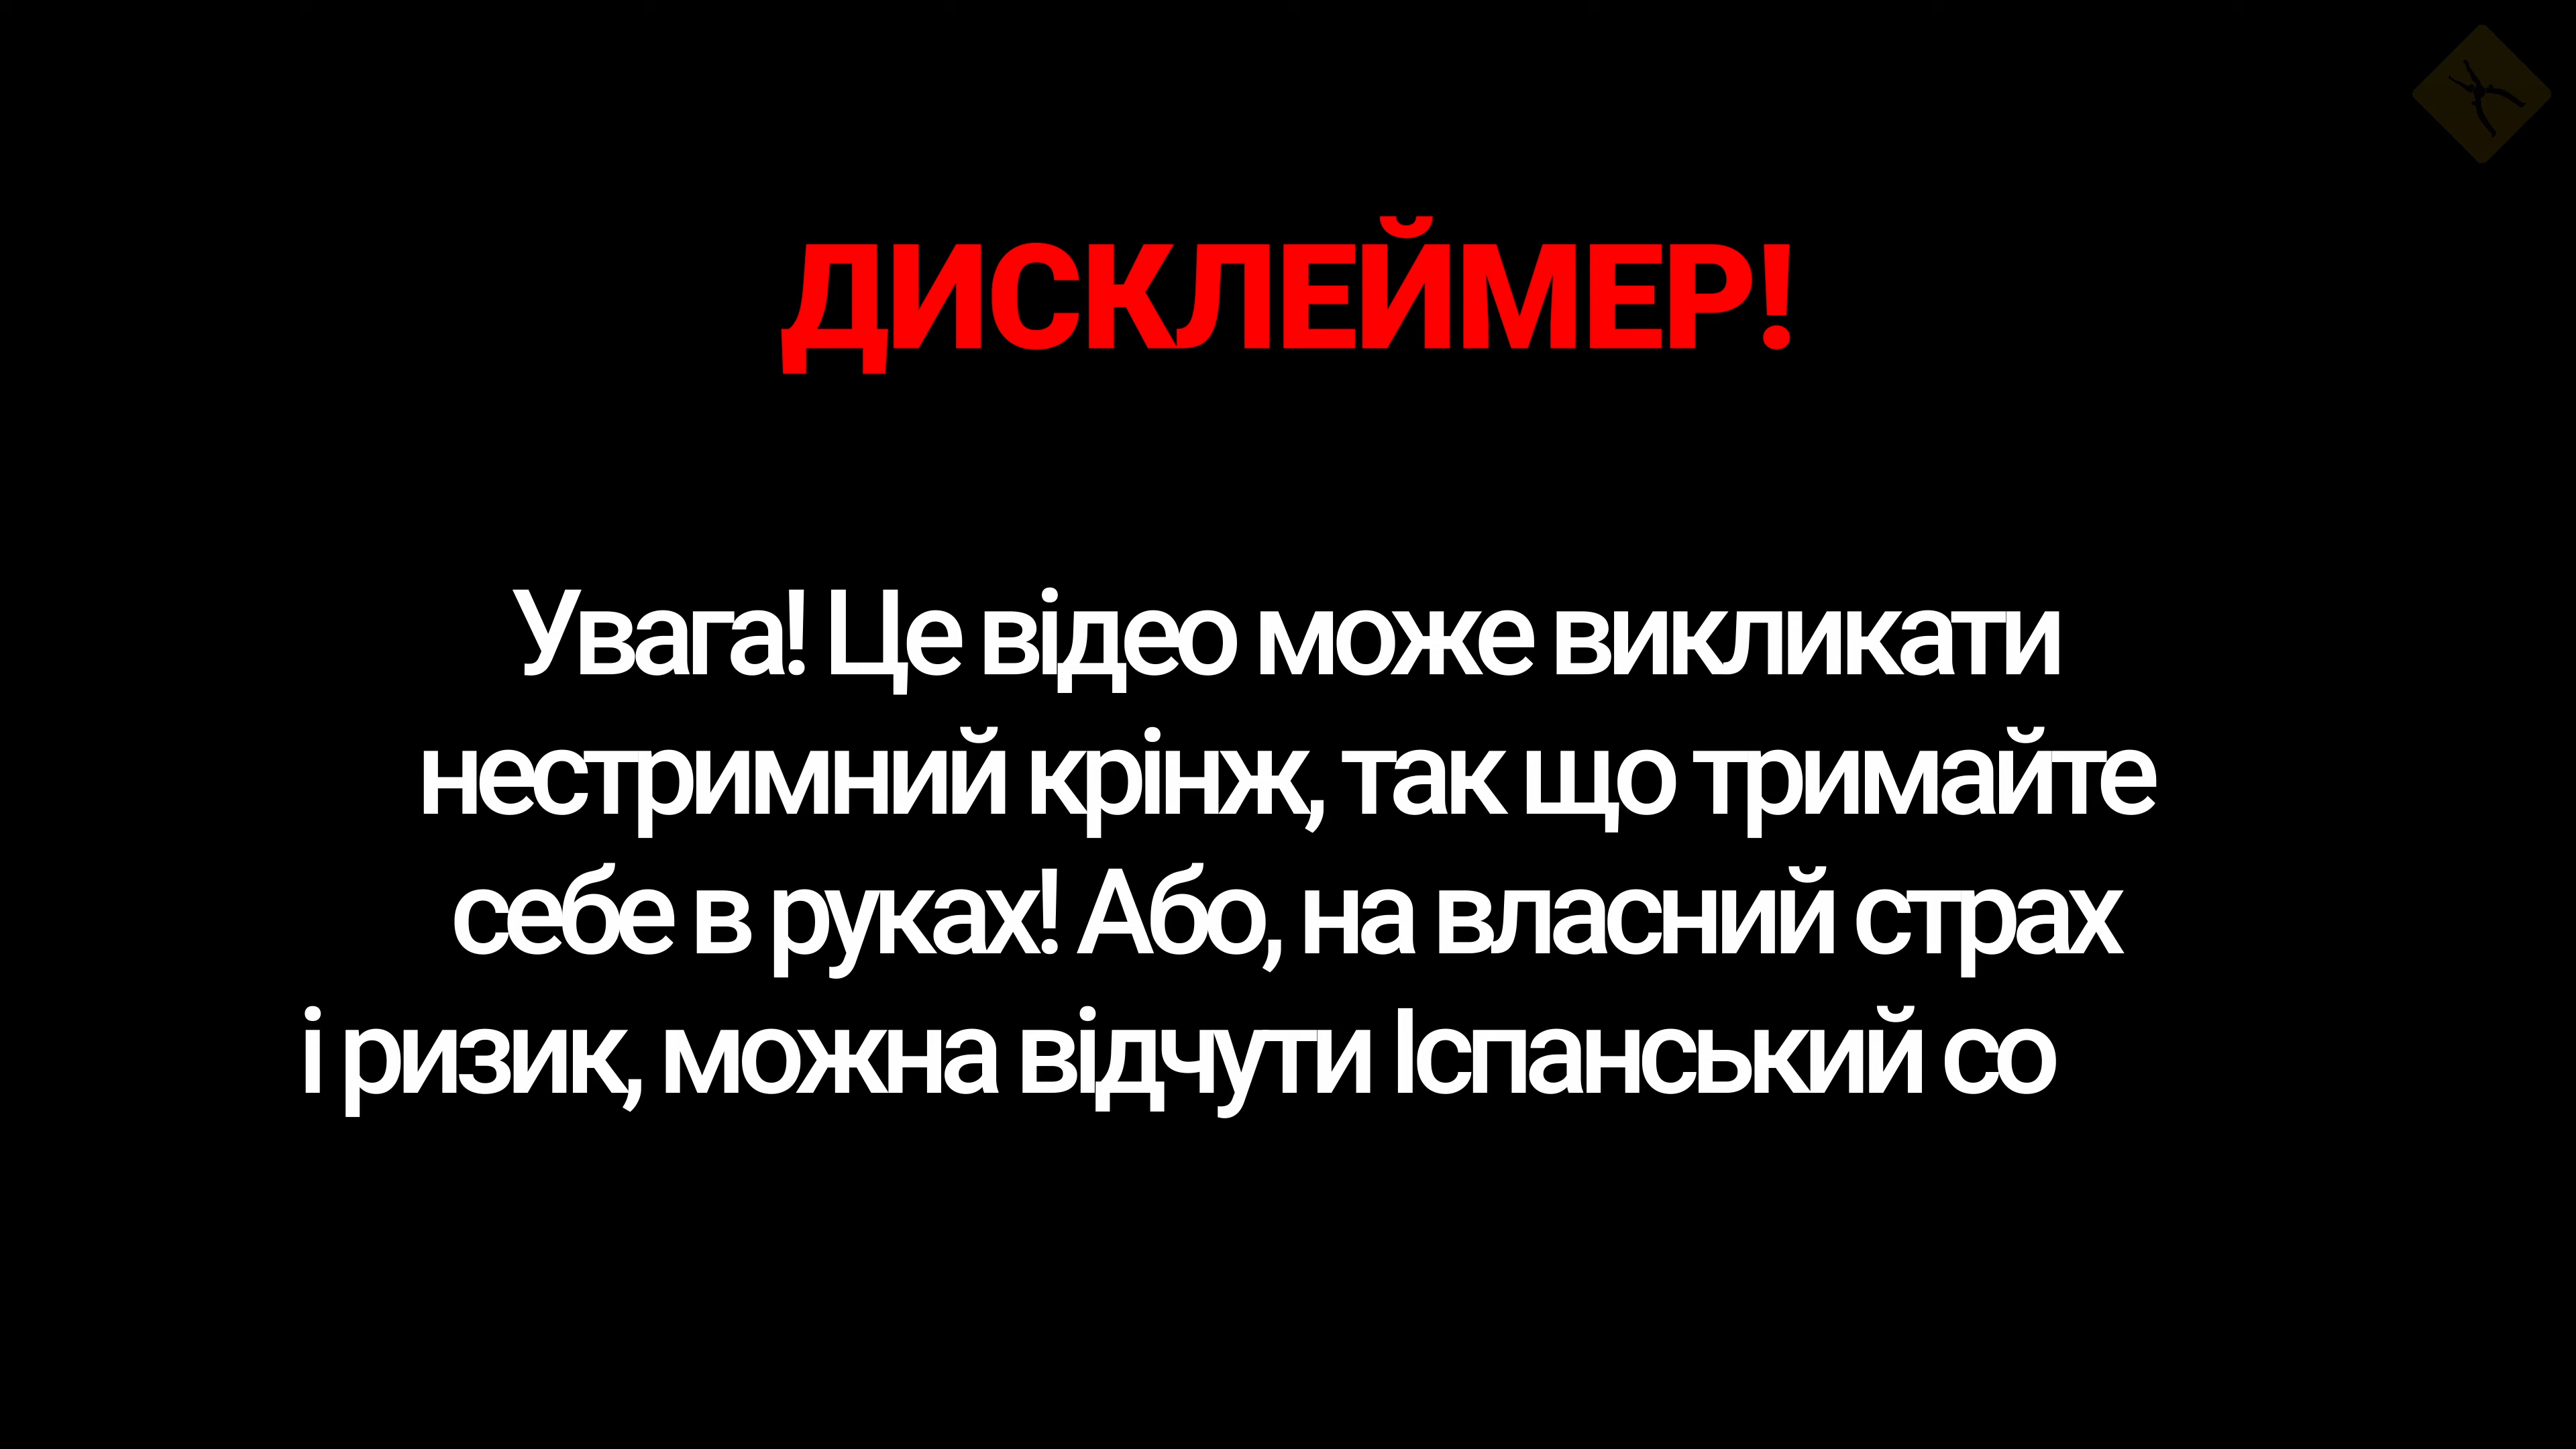 ДИСКЛЕЙМЕР!
Увага! Це відео може викликати
нестримний крінж, так що тримайте
себе в руках! Або, на власний страх
і ризик, можна відчути Іспанський со